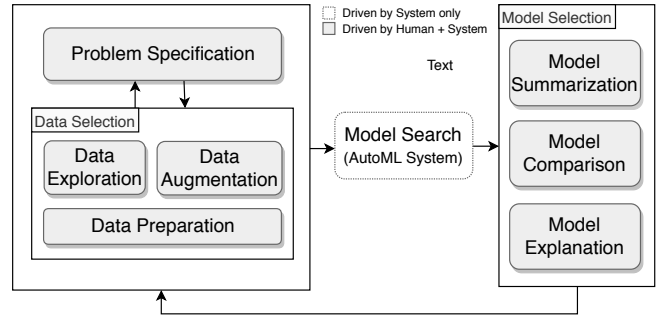 Problem Specification
Data Selection
Data
Exploration
Data
Augmentation
Data Preparation
Driven by System only
Driven by Human + System
Text
Model Search
(AutoML System)
Model Selection
Model
Summarization
Model
Comparison
Model
Explanation